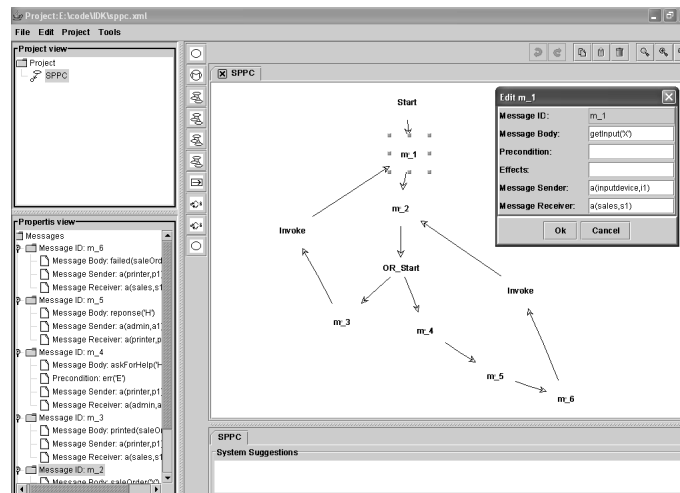 Project:E:\code\IDK\sppc.xml
File Edit Project Tools
Project view
Project
SPPC
Propertis view
Messages
Message ID: m_6
Message Body: failed(saleOrd
Message Sender: a(printer,p1)
Message Receiver: a(sales,s1
Message ID: m_5
Message Body: reponse('H')
Message Sender: a(admin,a1)
Message Receiver: a(printer,p
Message ID: m_4
Message Body: askForHelp('H
Precondition: err('E')
Message Sender: a(printer,p1)
Message Receiver: a(admin,a
Message ID: m_3
Message Body: printed(saleO
Message Sender: a(printer,p1)
Message Receiver: a(sales,s1
Message ID: m_2
Message Body: saleOrder('X')
SPPC
Start
m_1
m_2
Invoke
OR_Start
Invoke
m_3
m_4
m_5
m_6
Edit m_1
Message ID: m_1
Message Body: getInput('X')
Precondition:
Effects:
Message Sender: a(inputdevice,i1)
Message Receiver: a(sales,s1)
Ok Cancel
SPPC
System Suggestions